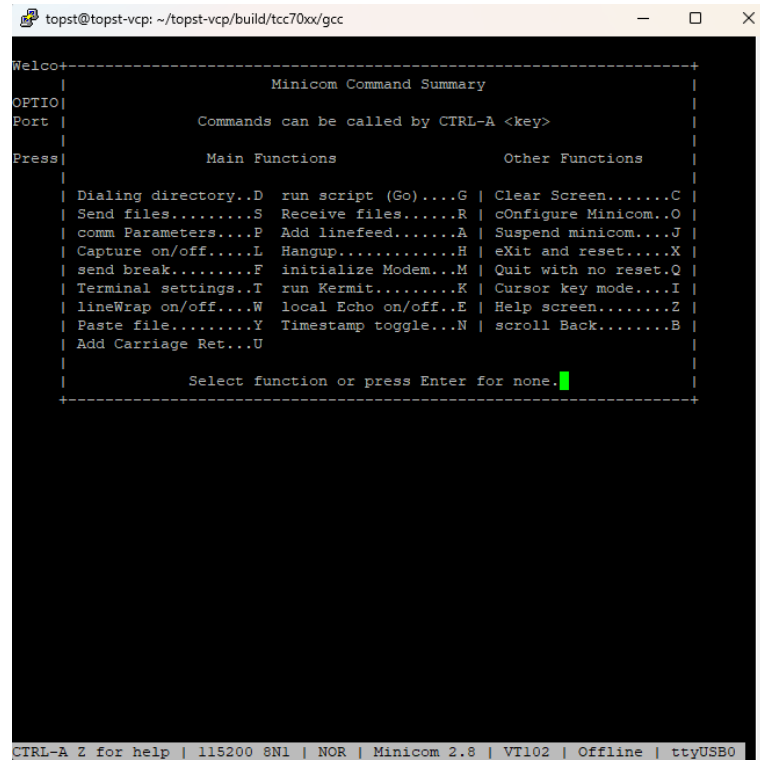 topst@topst-vcp: ~/topst-vcp/build/tcc70xx/gcc
Welco+-------------------------------------------------------------------+
| Minicom Command Summary |
OPTIO| |
Port | Commands can be called by CTRL-A <key> |
| |
Press| Main Functions Other Functions |
| |
| Dialing directory..D run script (Go)....G | Clear Screen.......C |
| Send files.........S Receive files......R | cOnfigure Minicom..O |
| comm Parameters....P Add linefeed.......A | Suspend minicom....J |
| Capture on/off.....L Hangup.............H | eXit and reset.....X |
| send break.........F initialize Modem...M | Quit with no reset.Q |
| Terminal settings..T run Kermit.........K | Cursor key mode....I |
| lineWrap on/off....W local Echo on/off..E | Help screen........Z |
| Paste file.........Y Timestamp toggle...N | scroll Back........B |
| Add Carriage Ret...U |
| |
| Select function or press Enter for none. |
+-------------------------------------------------------------------+
CTRL-A Z for help | 115200 8N1 | NOR | Minicom 2.8 | VT102 | Offline | ttyUSB0